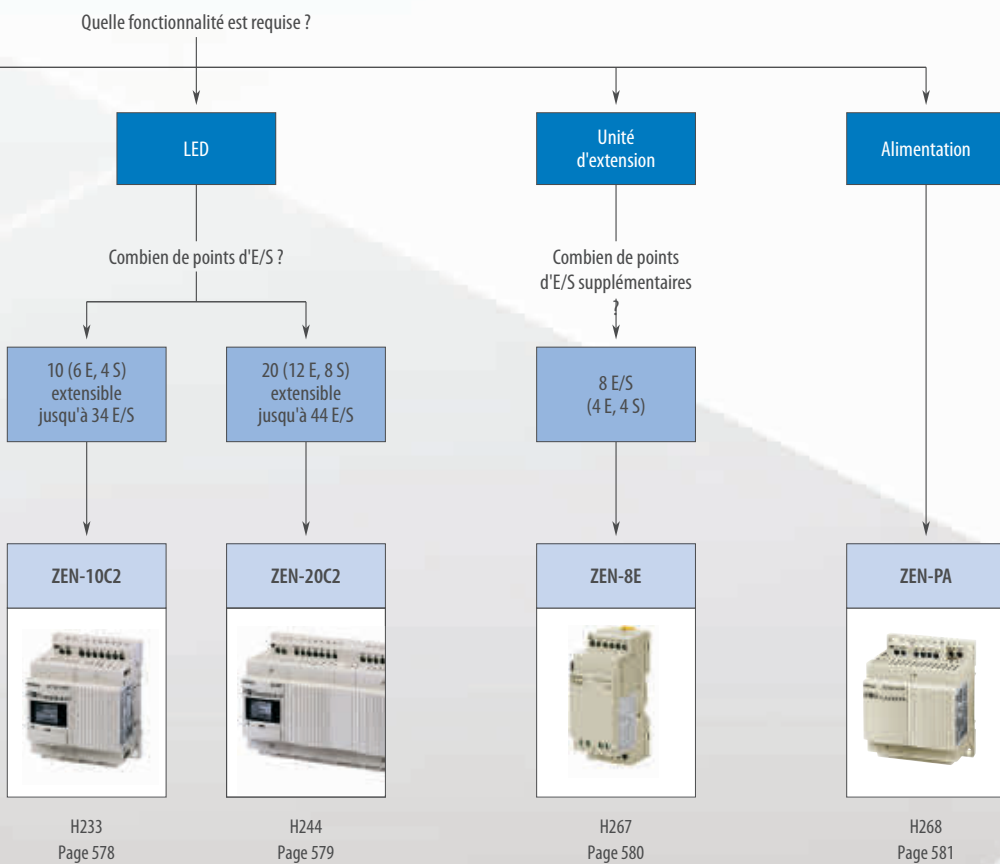 Quelle fonctionnalité est requise ?
LED
Unité
d'extension
Alimentation
Combien de points d'E/S ?
Combien de points
d'E/S supplémentaires
?
10 (6 E, 4 S)
extensible
jusqu'à 34 E/S
20 (12 E, 8 S)
extensible
jusqu'à 44 E/S
8 E/S
(4 E, 4 S)
ZEN-10C2
ZEN-20C2
ZEN-8E
ZEN-PA
H233
Page 578
H244
Page 579
H267
Page 580
H268
Page 581